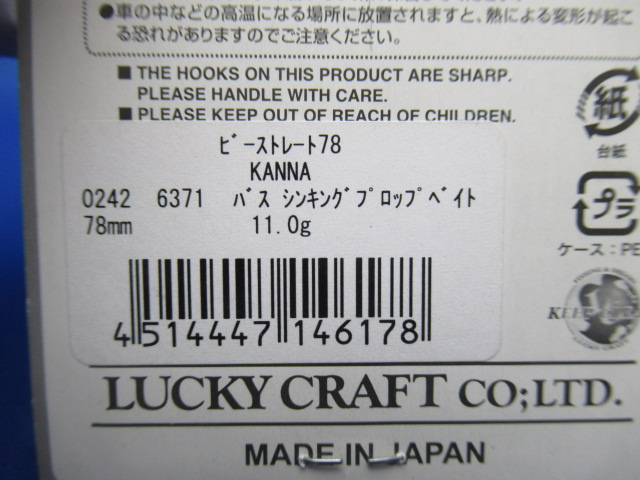 ●車の中などの高温になる場所に放置されますと、熱による変形が起こ
る恐れがありますのでご注意ください。
■ THE HOOKS ON THIS PRODUCT ARE SHARP.
PLEASE HANDLE WITH CARE.
■ PLEASE KEEP OUT OF REACH OF CHILDREN.
紙
台紙
ﾋﾞｰｽﾄﾚｰﾄ78
KANNA
0242 6371 ﾊﾞｽ ｼﾝｷﾝｸﾞﾌﾟﾛｯﾌﾟﾍﾞｲﾄ
78mm 11.0g
プラ
ケース：PE
4 514447 146178
LUCKY CRAFT CO;LTD.
MADE IN JAPAN